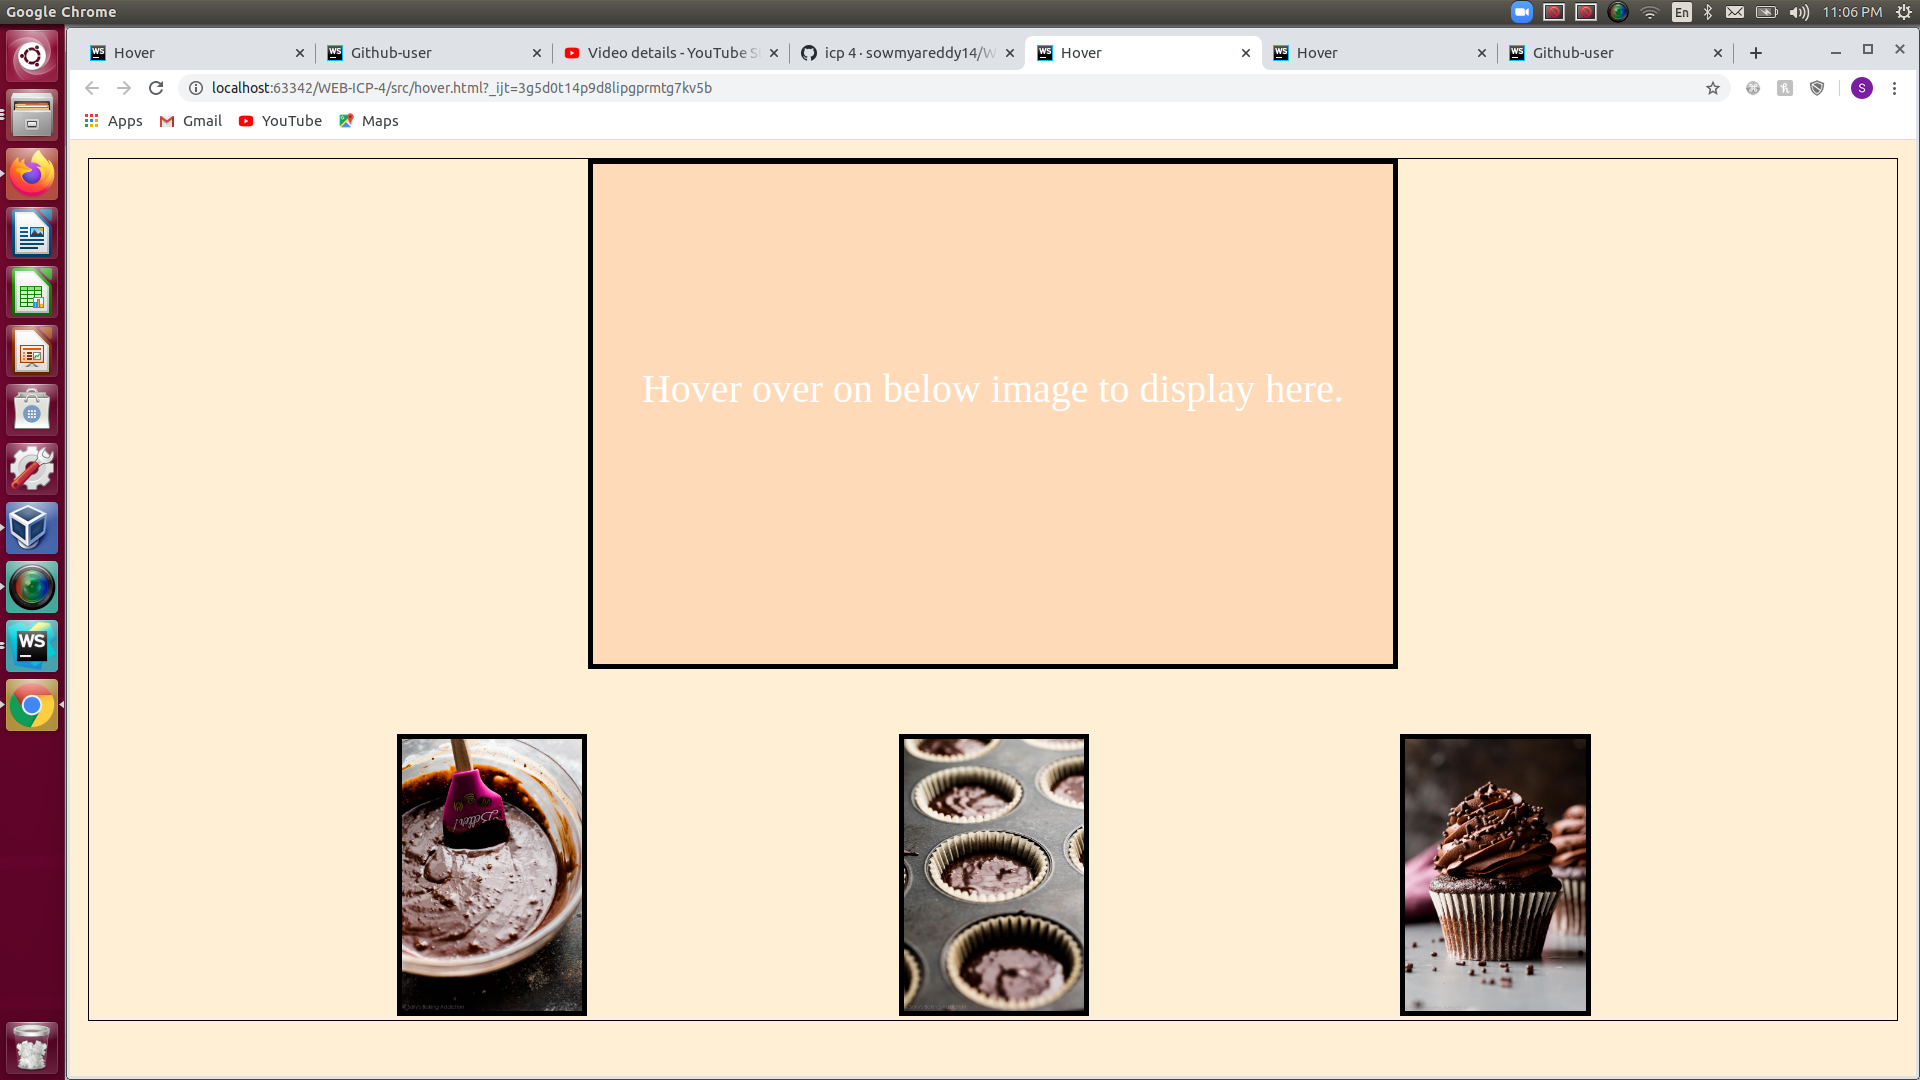 Google Chrome
En
11:06 PM
Hover
Github-user
Video details - YouTube S
icp 4 · sowmyareddy14/W
Hover
Hover
Github-user
localhost:63342/WEB-ICP-4/src/hover.html?_ijt=3g5d0t14p9d8lipgprmtg7kv5b
S
Apps
Gmail
YouTube
Maps
Hover over on below image to display here.
WS